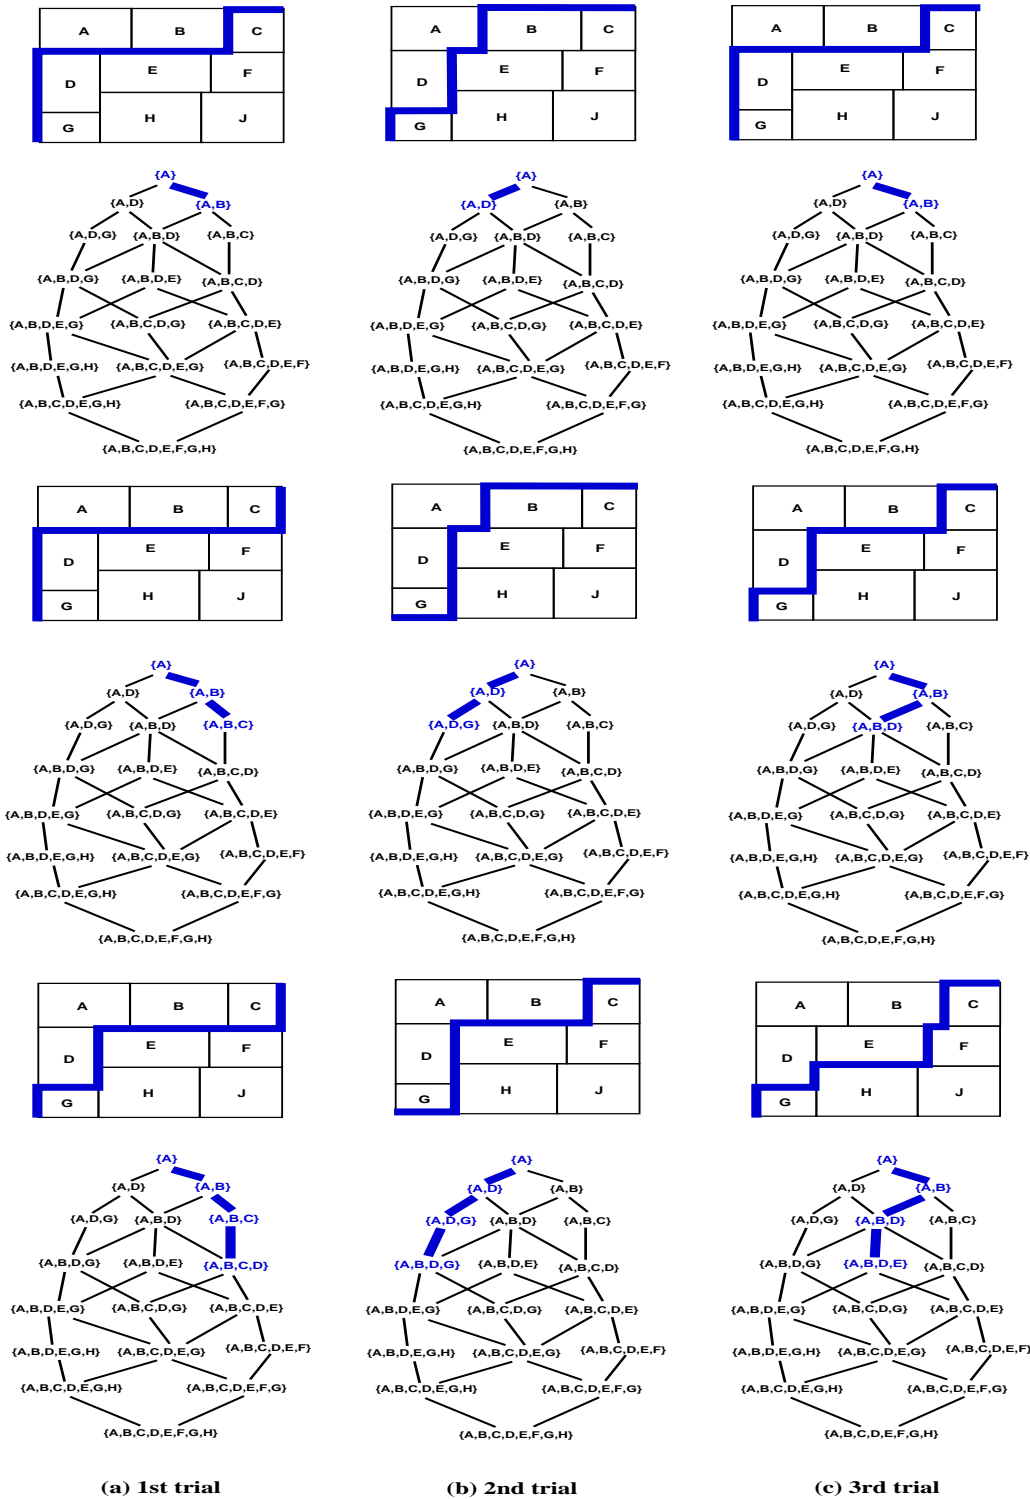 A B C A B C A B C
D E F D E F D E F
G H J G H J G H J
{A} {A} {A}
{A,D} {A,B} {A,D} {A,B} {A,D} {A,B}
{A,D,G} {A,B,D} {A,B,C} {A,D,G} {A,B,D} {A,B,C} {A,D,G} {A,B,D} {A,B,C}
{A,B,D,G} {A,B,D,E} {A,B,C,D} {A,B,D,G} {A,B,D,E} {A,B,C,D} {A,B,D,G} {A,B,D,E} {A,B,C,D}
{A,B,D,E,G} {A,B,C,D,G} {A,B,C,D,E} {A,B,D,E,G} {A,B,C,D,G} {A,B,C,D,E} {A,B,D,E,G} {A,B,C,D,G} {A,B,C,D,E}
{A,B,D,E,G,H} {A,B,C,D,E,G} {A,B,C,D,E,F} {A,B,D,E,G,H} {A,B,C,D,E,G} {A,B,C,D,E,F} {A,B,D,E,G,H} {A,B,C,D,E,G} {A,B,C,D,E,F}
{A,B,C,D,E,G,H} {A,B,C,D,E,F,G} {A,B,C,D,E,G,H} {A,B,C,D,E,F,G} {A,B,C,D,E,G,H} {A,B,C,D,E,F,G}
{A,B,C,D,E,F,G,H} {A,B,C,D,E,F,G,H} {A,B,C,D,E,F,G,H}
A B C A B C A B C
D E F D E F D E F
G H J G H J G H J
{A} {A} {A}
{A,D} {A,B} {A,D} {A,B} {A,D} {A,B}
{A,D,G} {A,B,D} {A,B,C} {A,D,G} {A,B,D} {A,B,C} {A,D,G} {A,B,D} {A,B,C}
{A,B,D,G} {A,B,D,E} {A,B,C,D} {A,B,D,G} {A,B,D,E} {A,B,C,D} {A,B,D,G} {A,B,D,E} {A,B,C,D}
{A,B,D,E,G} {A,B,C,D,G} {A,B,C,D,E} {A,B,D,E,G} {A,B,C,D,G} {A,B,C,D,E} {A,B,D,E,G} {A,B,C,D,G} {A,B,C,D,E}
{A,B,D,E,G,H} {A,B,C,D,E,G} {A,B,C,D,E,F} {A,B,D,E,G,H} {A,B,C,D,E,G} {A,B,C,D,E,F} {A,B,D,E,G,H} {A,B,C,D,E,G} {A,B,C,D,E,F}
{A,B,C,D,E,G,H} {A,B,C,D,E,F,G} {A,B,C,D,E,G,H} {A,B,C,D,E,F,G} {A,B,C,D,E,G,H} {A,B,C,D,E,F,G}
{A,B,C,D,E,F,G,H} {A,B,C,D,E,F,G,H} {A,B,C,D,E,F,G,H}
A B C A B C A B C
D E F D E F D E F
G H J G H J G H J
{A} {A} {A}
{A,D} {A,B} {A,D} {A,B} {A,D} {A,B}
{A,D,G} {A,B,D} {A,B,C} {A,D,G} {A,B,D} {A,B,C} {A,D,G} {A,B,D} {A,B,C}
{A,B,D,G} {A,B,D,E} {A,B,C,D} {A,B,D,G} {A,B,D,E} {A,B,C,D} {A,B,D,G} {A,B,D,E} {A,B,C,D}
{A,B,D,E,G} {A,B,C,D,G} {A,B,C,D,E} {A,B,D,E,G} {A,B,C,D,G} {A,B,C,D,E} {A,B,D,E,G} {A,B,C,D,G} {A,B,C,D,E}
{A,B,D,E,G,H} {A,B,C,D,E,G} {A,B,C,D,E,F} {A,B,D,E,G,H} {A,B,C,D,E,G} {A,B,C,D,E,F} {A,B,D,E,G,H} {A,B,C,D,E,G} {A,B,C,D,E,F}
{A,B,C,D,E,G,H} {A,B,C,D,E,F,G} {A,B,C,D,E,G,H} {A,B,C,D,E,F,G} {A,B,C,D,E,G,H} {A,B,C,D,E,F,G}
{A,B,C,D,E,F,G,H} {A,B,C,D,E,F,G,H} {A,B,C,D,E,F,G,H}
(a) 1st trial (b) 2nd trial (c) 3rd trial